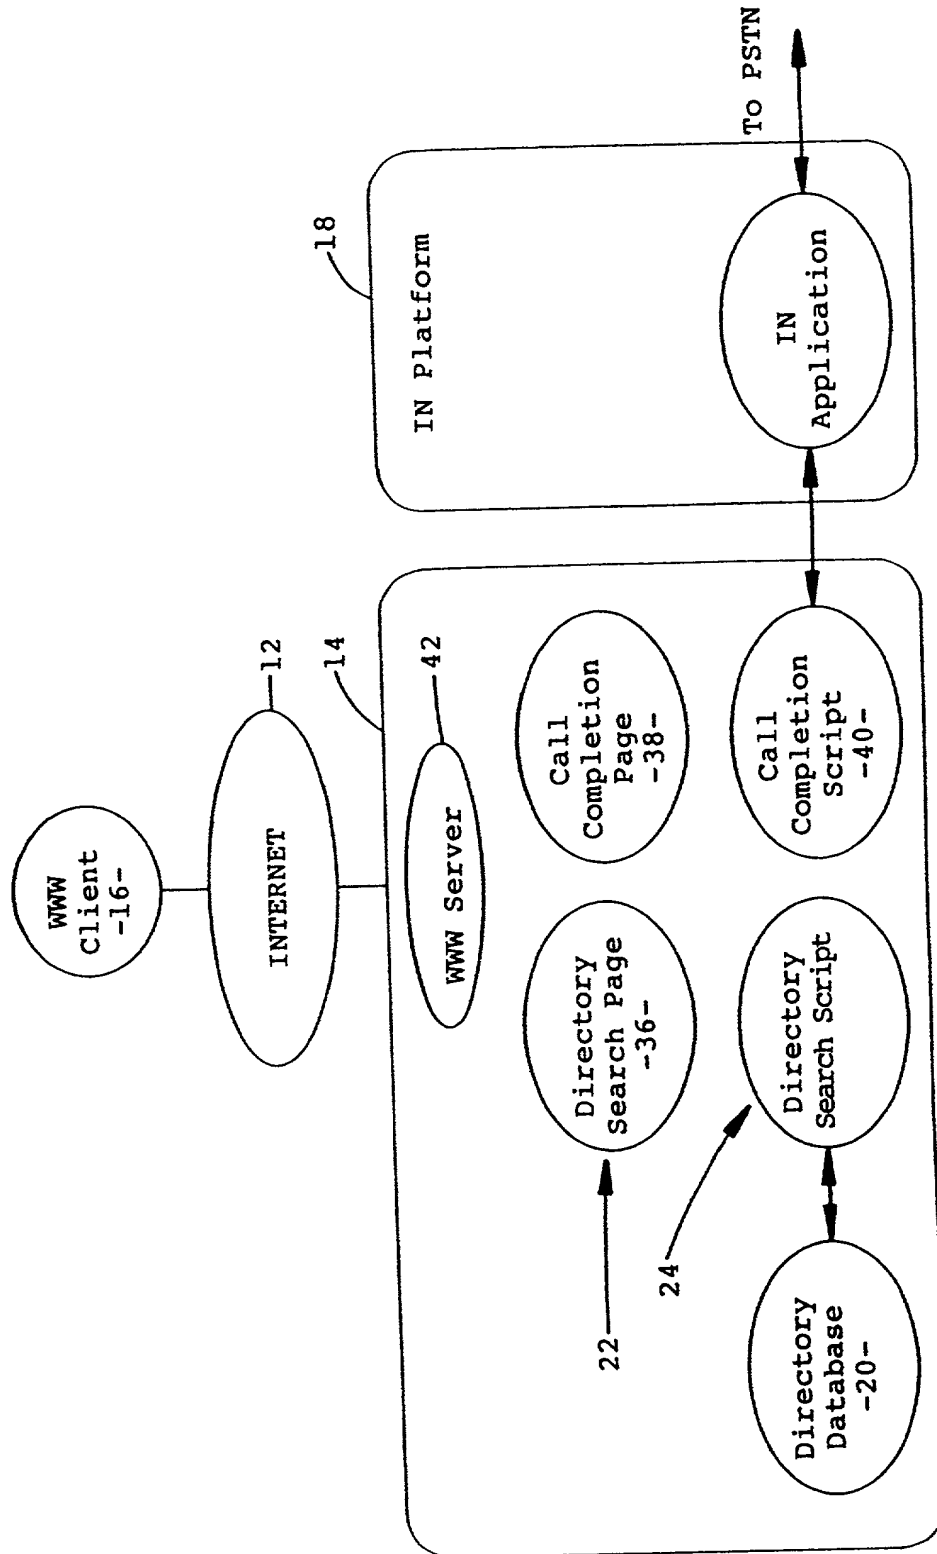 WWW
Client
-16-
INTERNET
12
14
WWW Server
42
Directory
Search Page
-36-
Call
Completion
Page
-38-
22
24
Directory
Database
-20-
Directory
Search Script
Call
Completion
Script
-40-
18
IN Platform
IN
Application
To PSTN